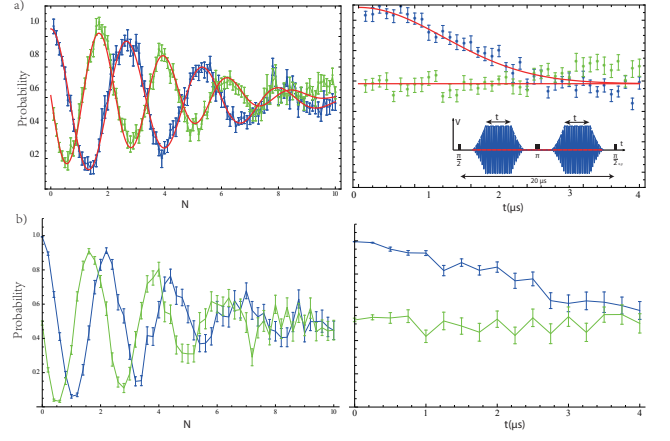 a)
Probability
1.0
0.8
0.6
0.4
0.2
0 2 4 6 8 10
N
V
t
t
t
π/2
π
π/2 x,y
20 μs
0 1 2 3 4
t(μs)
b)
Probability
1.0
0.8
0.6
0.4
0.2
0 2 4 6 8 10
N
0 1 2 3 4
t(μs)